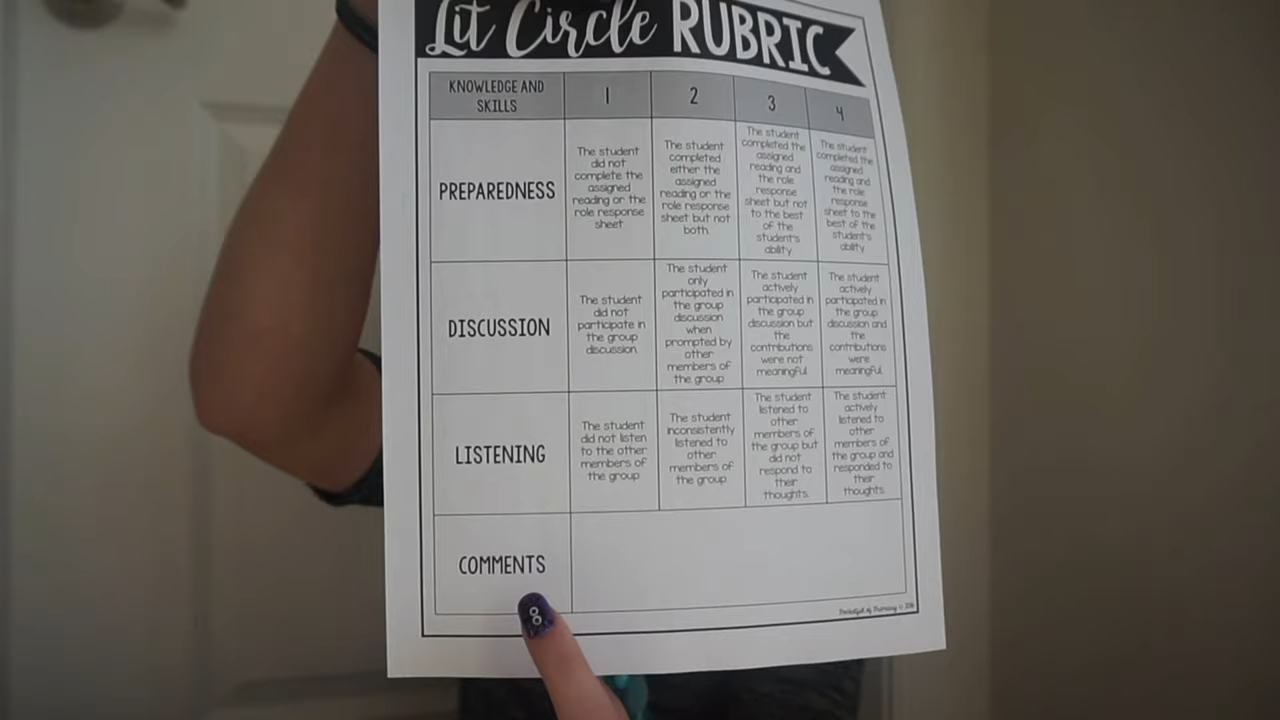 Lit Circle RUBRIC
KNOWLEDGE AND
SKILLS
1
2
3
4
PREPAREDNESS
The student
did not
complete the
assigned
reading or the
role response
sheet
The student
completed
either the
assigned
reading or the
role response
sheet but not
both.
The student
completed the
assigned
reading and
the role
response
sheet but not
to the best
of the
student's
ability
The student
completed the
assigned
reading and
the role
response
sheet to the
best of the
student's
ability
DISCUSSION
The student
did not
participate in
the group
discussion.
The student
only
participated in
the group
discussion
when
prompted by
other
members of
the group
The student
actively
participated in
the group
discussion but
the
contributions
were not
meaningful.
The student
actively
participated in
the group
discussion and
the
contributions
were
meaningful.
LISTENING
The student
did not listen
to the other
members of
the group
The student
inconsistently
listened to
other
members of
the group
The student
listened to
other
members of
the group but
did not
respond to
their
thoughts.
The student
actively
listened to
other
members of
the group and
responded to
their
thoughts.
COMMENTS